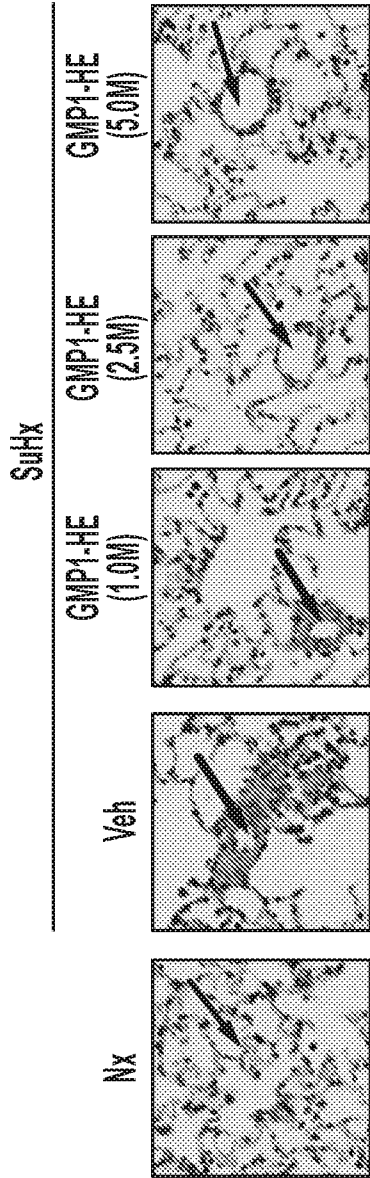 SuHx
Nx
Veh
GMP1-HE
(1.0M)
GMP1-HE
(2.5M)
GMP1-HE
(5.0M)